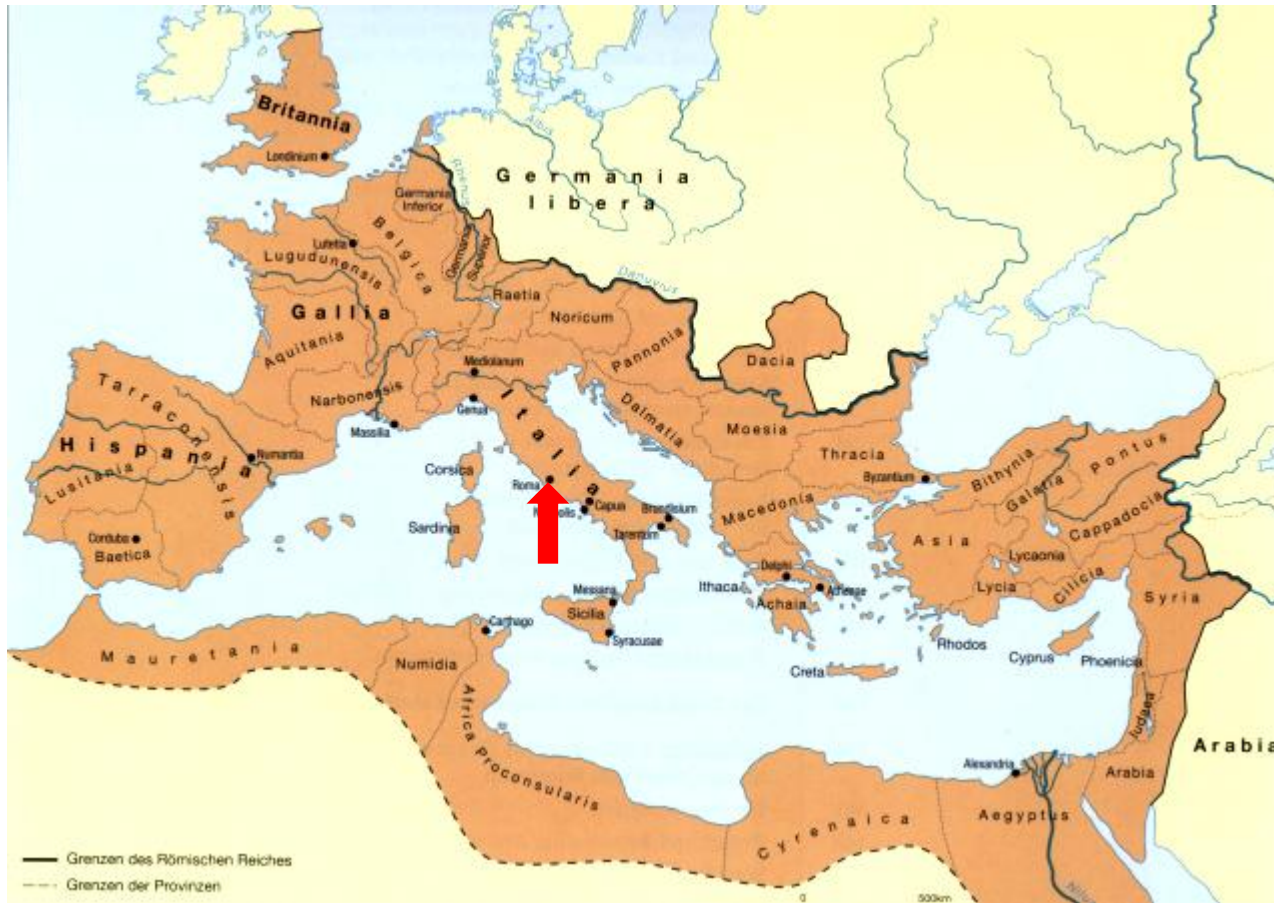 Britannia
Londinium
Albis
Germania
libera
Rhenus
Germania
Inferior
Belgica
Lutetia
Lugudunensis
Germania
Superior
Danuvius
Raetia
Gallia
Noricum
Aquitania
Pannonia
Dacia
Mediolanum
Narbonensis
Genua
Italia
Dalmatia
Moesia
Tarraconensis
Massilia
Hispania
Numantia
Lusitania
Thracia
Byzantium
Bithynia
Pontus
Corsica
Roma
Galatia
Macedonia
Capua
Brundisium
Cappadocia
Sardinia
Tarentum
Asia
Corduba
Baetica
Lycaonia
Delphi
Ithaca
Athenae
Lycia
Cilicia
Messana
Achaia
Syria
Sicilia
Carthago
Syracusae
Rhodos
Cyprus
Phoenicia
Mauretania
Numidia
Creta
Judaea
Africa Proconsularis
Arabia
Alexandria
Arabia
Aegyptus
Cyrenaica
Grenzen des Römischen Reiches
Grenzen der Provinzen
0 500km
Nilus